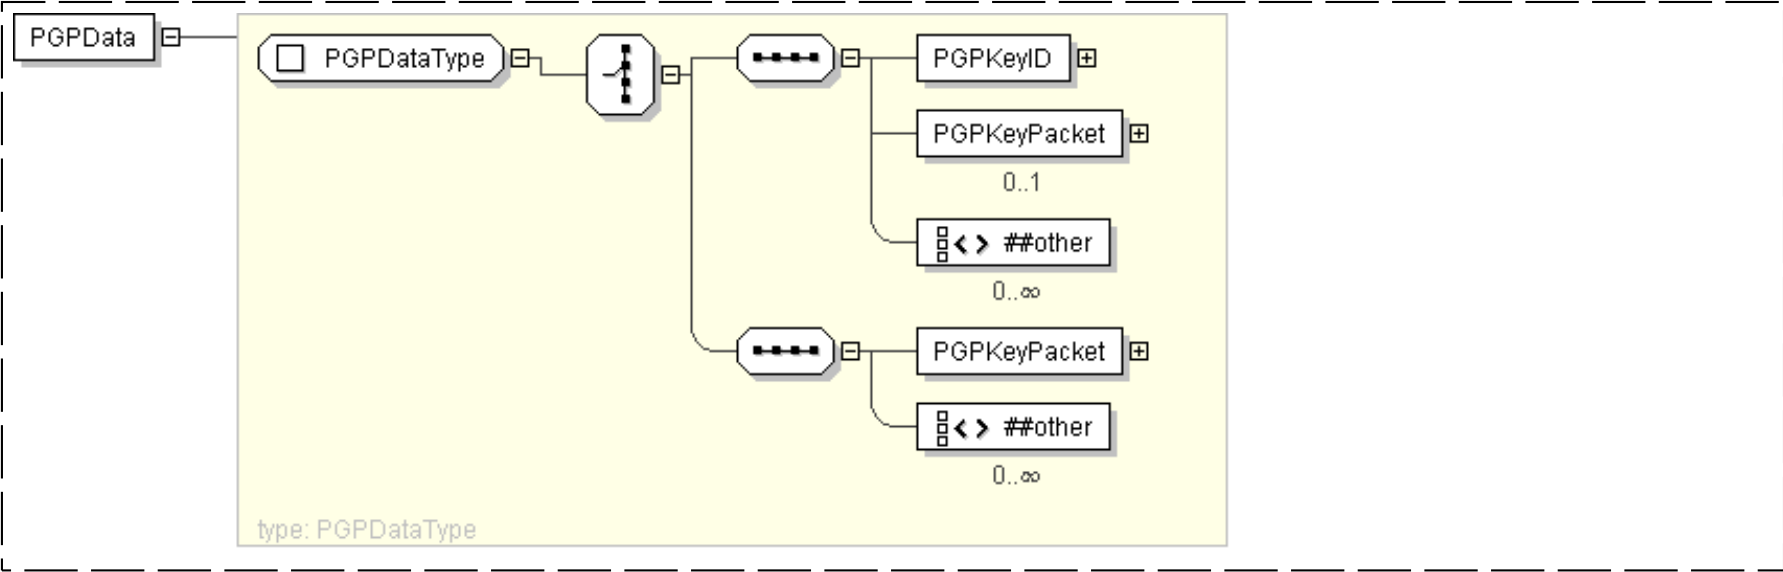 PGPData
PGPDataType
PGPKeyID
PGPKeyPacket
0..1
##other
0..∞
PGPKeyPacket
##other
0..∞
type: PGPDataType